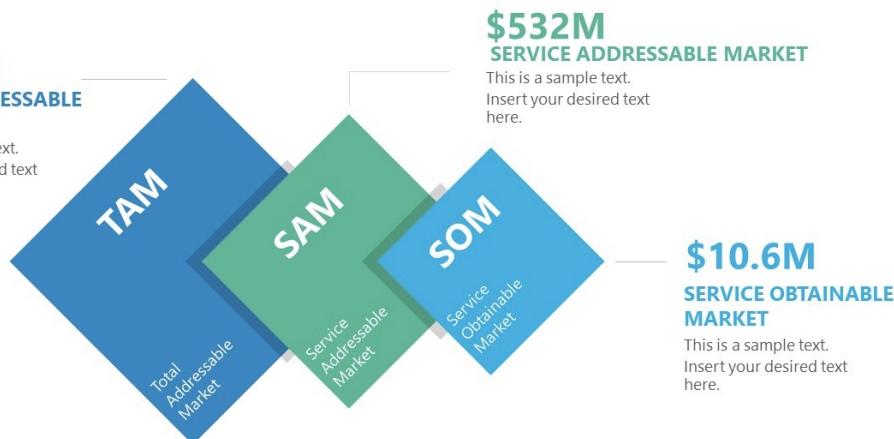 $532M
SERVICE ADDRESSABLE MARKET
This is a sample text.
Insert your desired text
here.
ESSABLE
ext.
d text
TAM
Total
Addressable
Market
SAM
Service
Addressable
Market
SOM
Service
Obtainable
Market
$10.6M
SERVICE OBTAINABLE
MARKET
This is a sample text.
Insert your desired text
here.